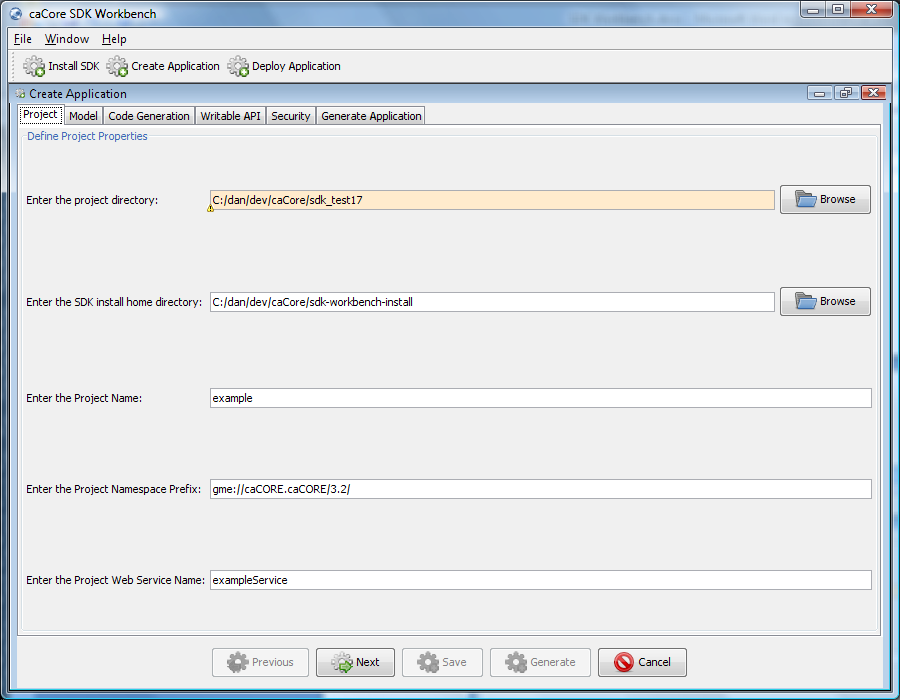 caCore SDK Workbench
File Window Help
Install SDK Create Application Deploy Application
Create Application
Project Model Code Generation Writable API Security Generate Application
Define Project Properties
Enter the project directory: C:/dan/dev/caCore/sdk_test17 Browse
Enter the SDK install home directory: C:/dan/dev/caCore/sdk-workbench-install Browse
Enter the Project Name: example
Enter the Project Namespace Prefix: gme://caCORE.caCORE/3.2/
Enter the Project Web Service Name: exampleService
Previous Next Save Generate Cancel